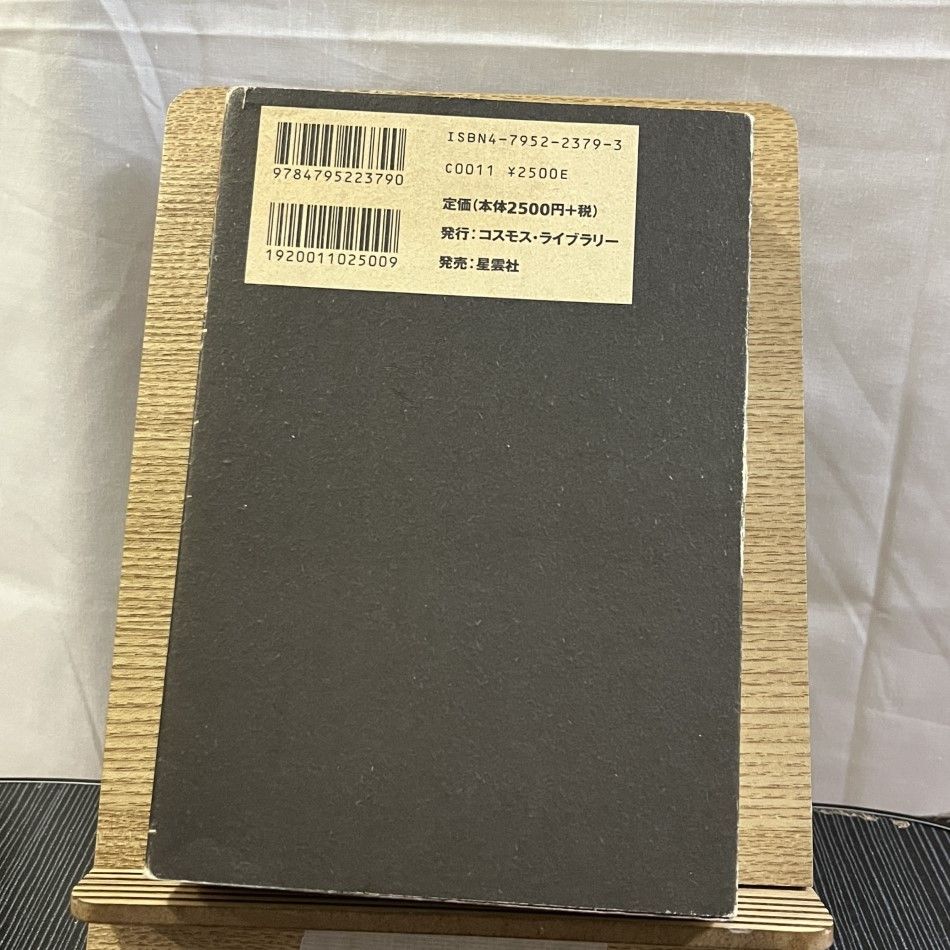 ISBN4-7952-2379-3
9784795223790
C0011 ¥2500E
定価(本体2500円+税)
発行:コスモス・ライブラリー
1920011025009
発売:星雲社